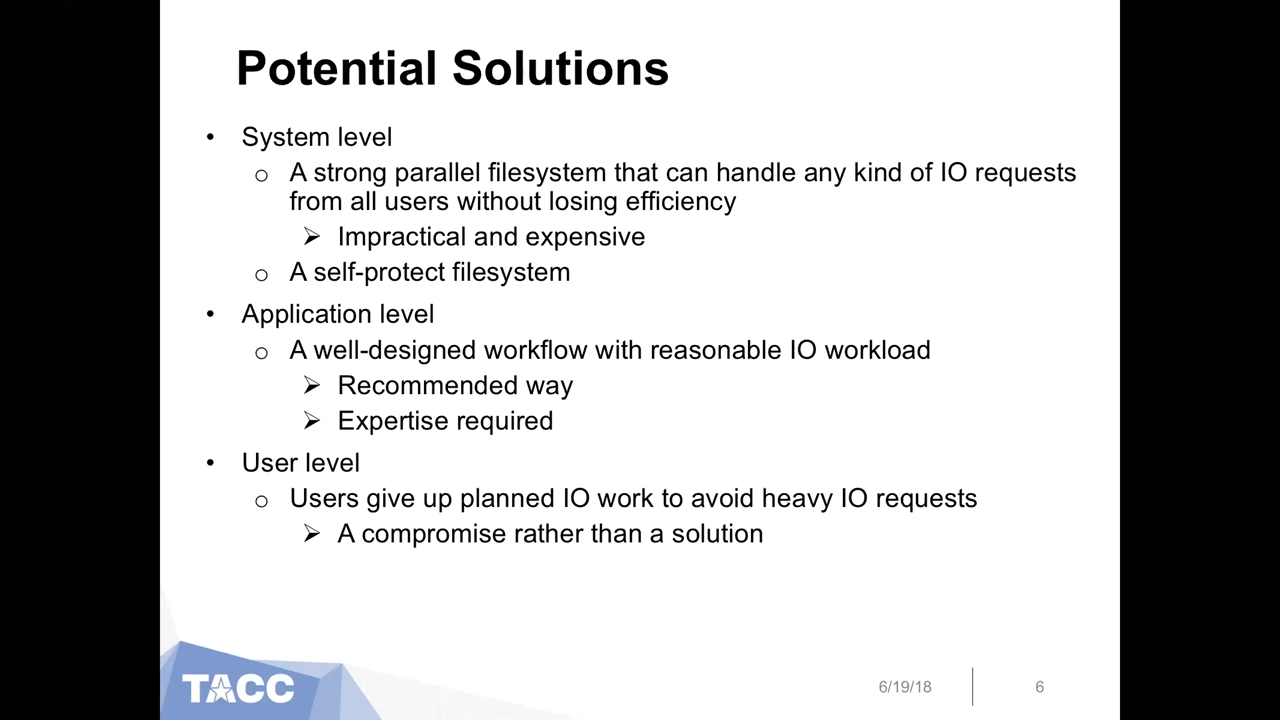 Potential Solutions
• System level
o A strong parallel filesystem that can handle any kind of IO requests
from all users without losing efficiency
➢ Impractical and expensive
o A self-protect filesystem
• Application level
o A well-designed workflow with reasonable IO workload
➢ Recommended way
➢ Expertise required
• User level
o Users give up planned IO work to avoid heavy IO requests
➢ A compromise rather than a solution
TACC
6/19/18
6